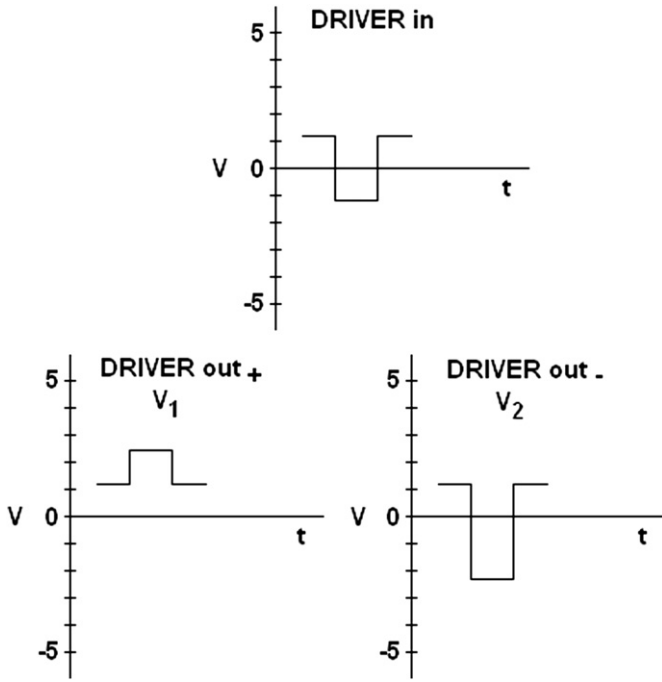 DRIVER in
5
V 0
t
-5
DRIVER out +
V1
5
V 0
t
-5
DRIVER out -
V2
5
V 0
t
-5